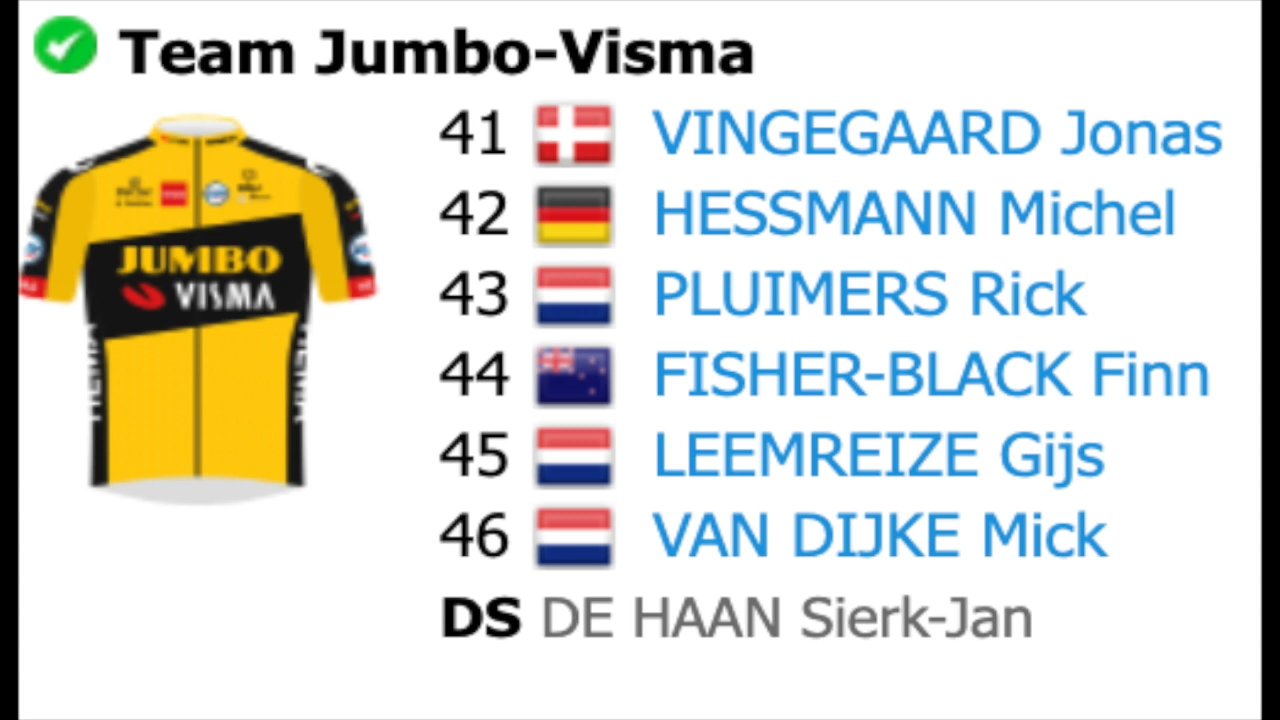 Team Jumbo-Visma
JUMBO
VISMA
41 VINGEGAARD Jonas
42 HESSMANN Michel
43 PLUIMERS Rick
44 FISHER-BLACK Finn
45 LEEMREIZE Gijs
46 VAN DIJKE Mick
DS DE HAAN Sierk-Jan